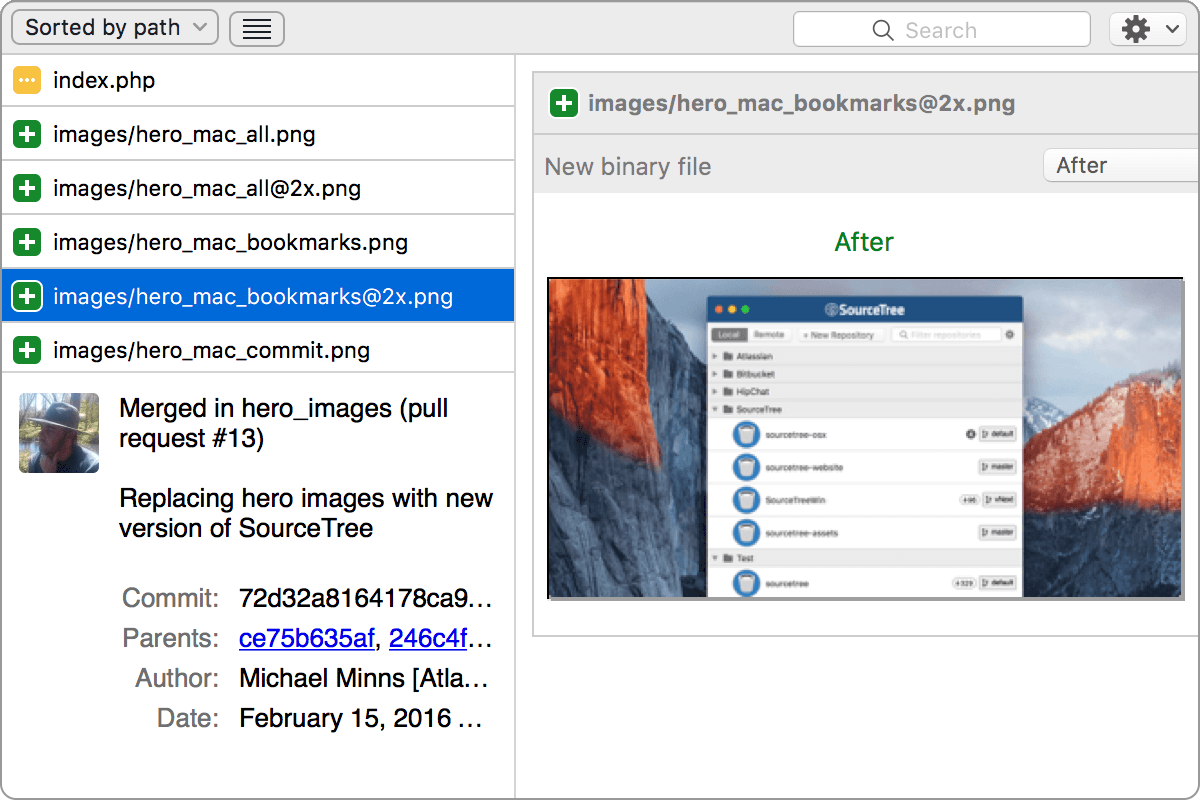 Sorted by path
Search
index.php
images/hero_mac_all.png
images/hero_mac_all@2x.png
images/hero_mac_bookmarks.png
images/hero_mac_bookmarks@2x.png
images/hero_mac_commit.png
Merged in hero_images (pull
request #13)
Replacing hero images with new
version of SourceTree
Commit: 72d32a8164178ca9...
Parents: ce75b635af, 246c4f...
Author: Michael Minns [Atla...
Date: February 15, 2016 ...
images/hero_mac_bookmarks@2x.png
New binary file After
After
SourceTree
Local Remote + New Repository Filter repositories
Atlassian
Bitbucket
HipChat
SourceTree
sourcetree-osx default
sourcetree-website master
SourceTreeWin vNext
sourcetree-assets master
Test
sourcetree default